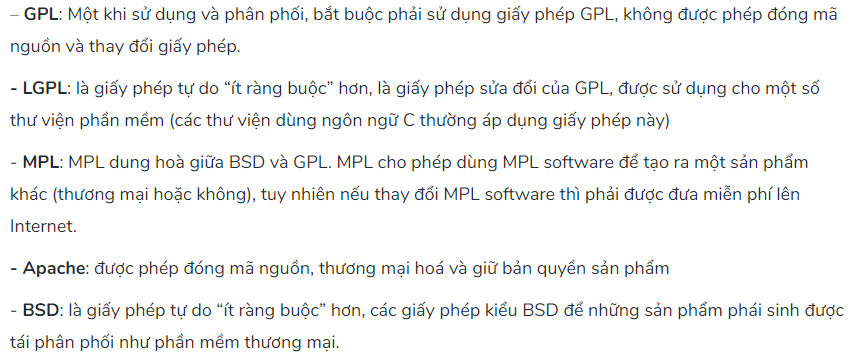 – GPL: Một khi sử dụng và phân phối, bắt buộc phải sử dụng giấy phép GPL, không được phép đóng mã
nguồn và thay đổi giấy phép.
- LGPL: là giấy phép tự do “ít ràng buộc” hơn, là giấy phép sửa đổi của GPL, được sử dụng cho một số
thư viện phần mềm (các thư viện dùng ngôn ngữ C thường áp dụng giấy phép này)
- MPL: MPL dung hoà giữa BSD và GPL. MPL cho phép dùng MPL software để tạo ra một sản phẩm
khác (thương mại hoặc không), tuy nhiên nếu thay đổi MPL software thì phải được đưa miễn phí lên
Internet.
- Apache: được phép đóng mã nguồn, thương mại hoá và giữ bản quyền sản phẩm
- BSD: là giấy phép tự do “ít ràng buộc” hơn, các giấy phép kiểu BSD để những sản phẩm phái sinh được
tái phân phối như phần mềm thương mại.